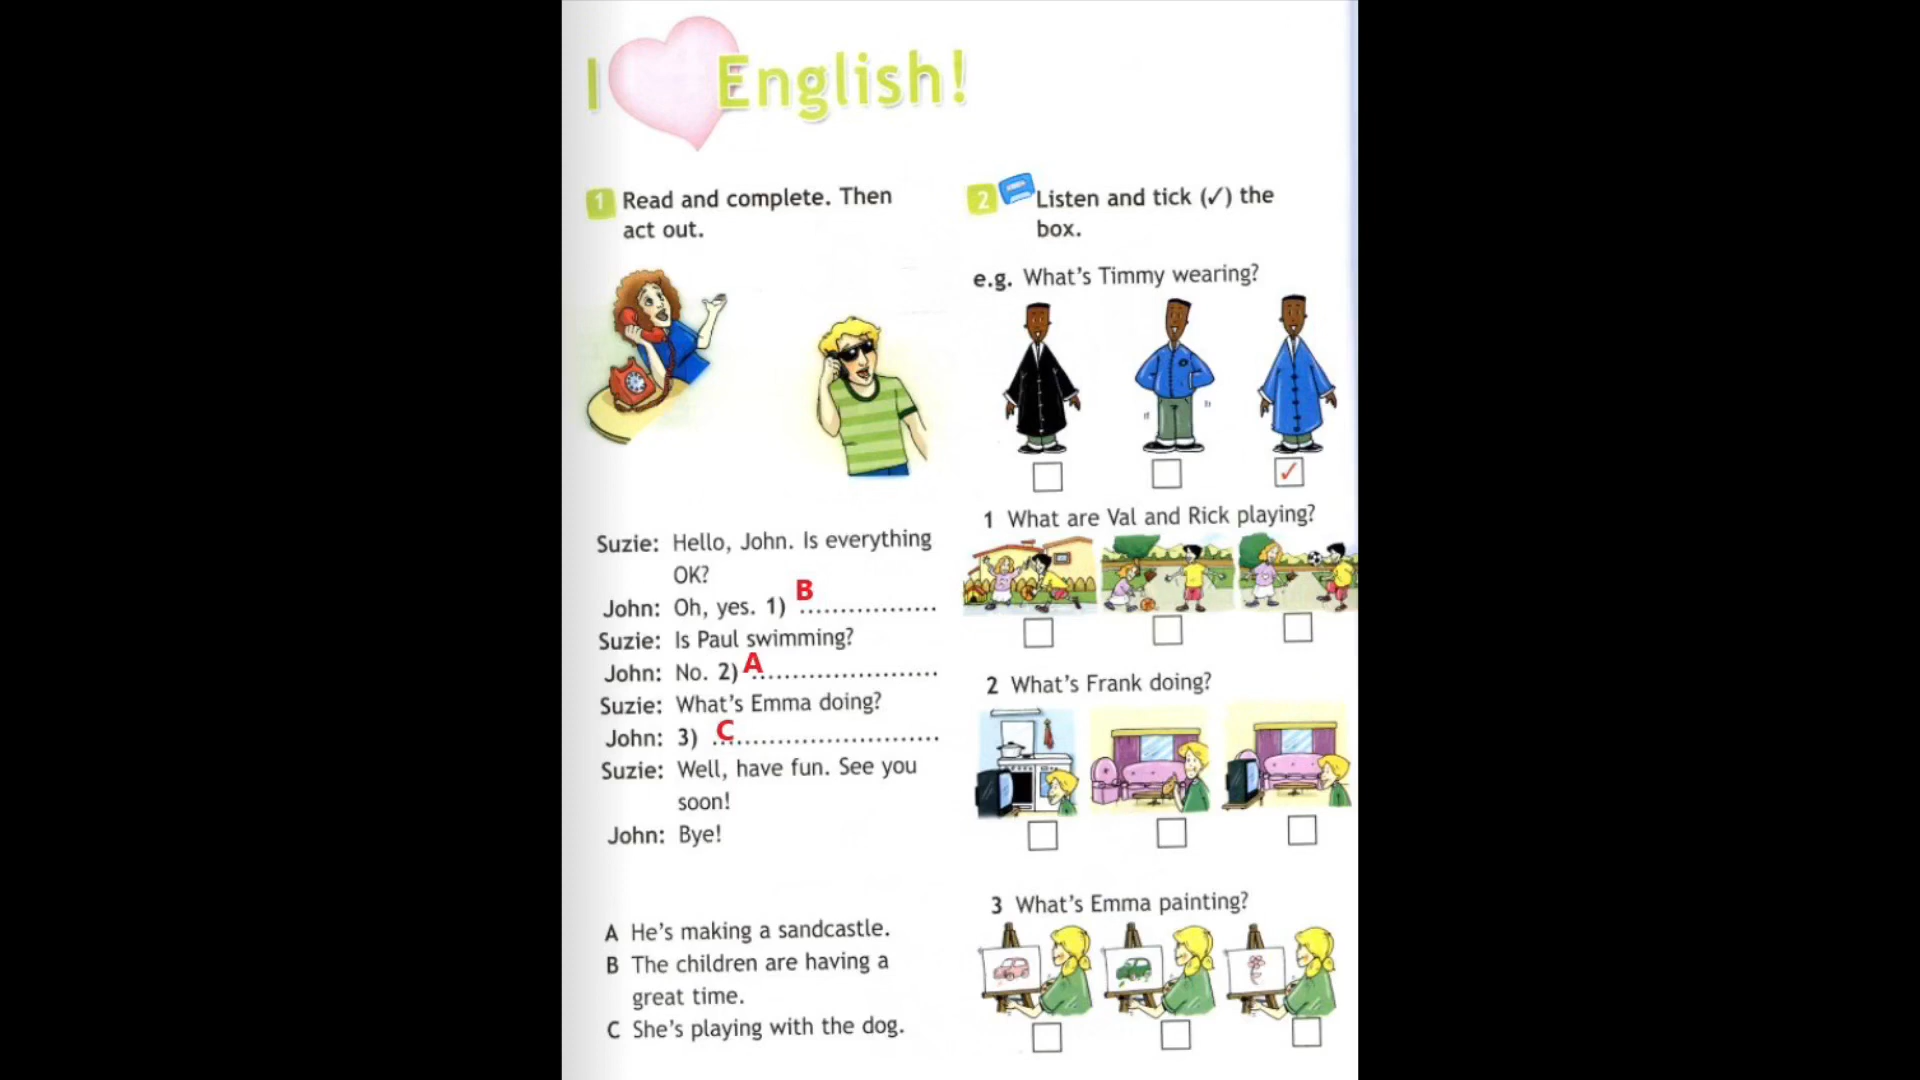 I English!
1 Read and complete. Then
act out.
Suzie: Hello, John. Is everything
OK?
John: Oh, yes. 1) B .................
Suzie: Is Paul swimming?
John: No. 2) A .......................
Suzie: What's Emma doing?
John: 3) C ............................
Suzie: Well, have fun. See you
soon!
John: Bye!
A He's making a sandcastle.
B The children are having a
great time.
C She's playing with the dog.
2 Listen and tick (✓) the
box.
e.g. What's Timmy wearing?
✓
1 What are Val and Rick playing?
2 What's Frank doing?
3 What's Emma painting?